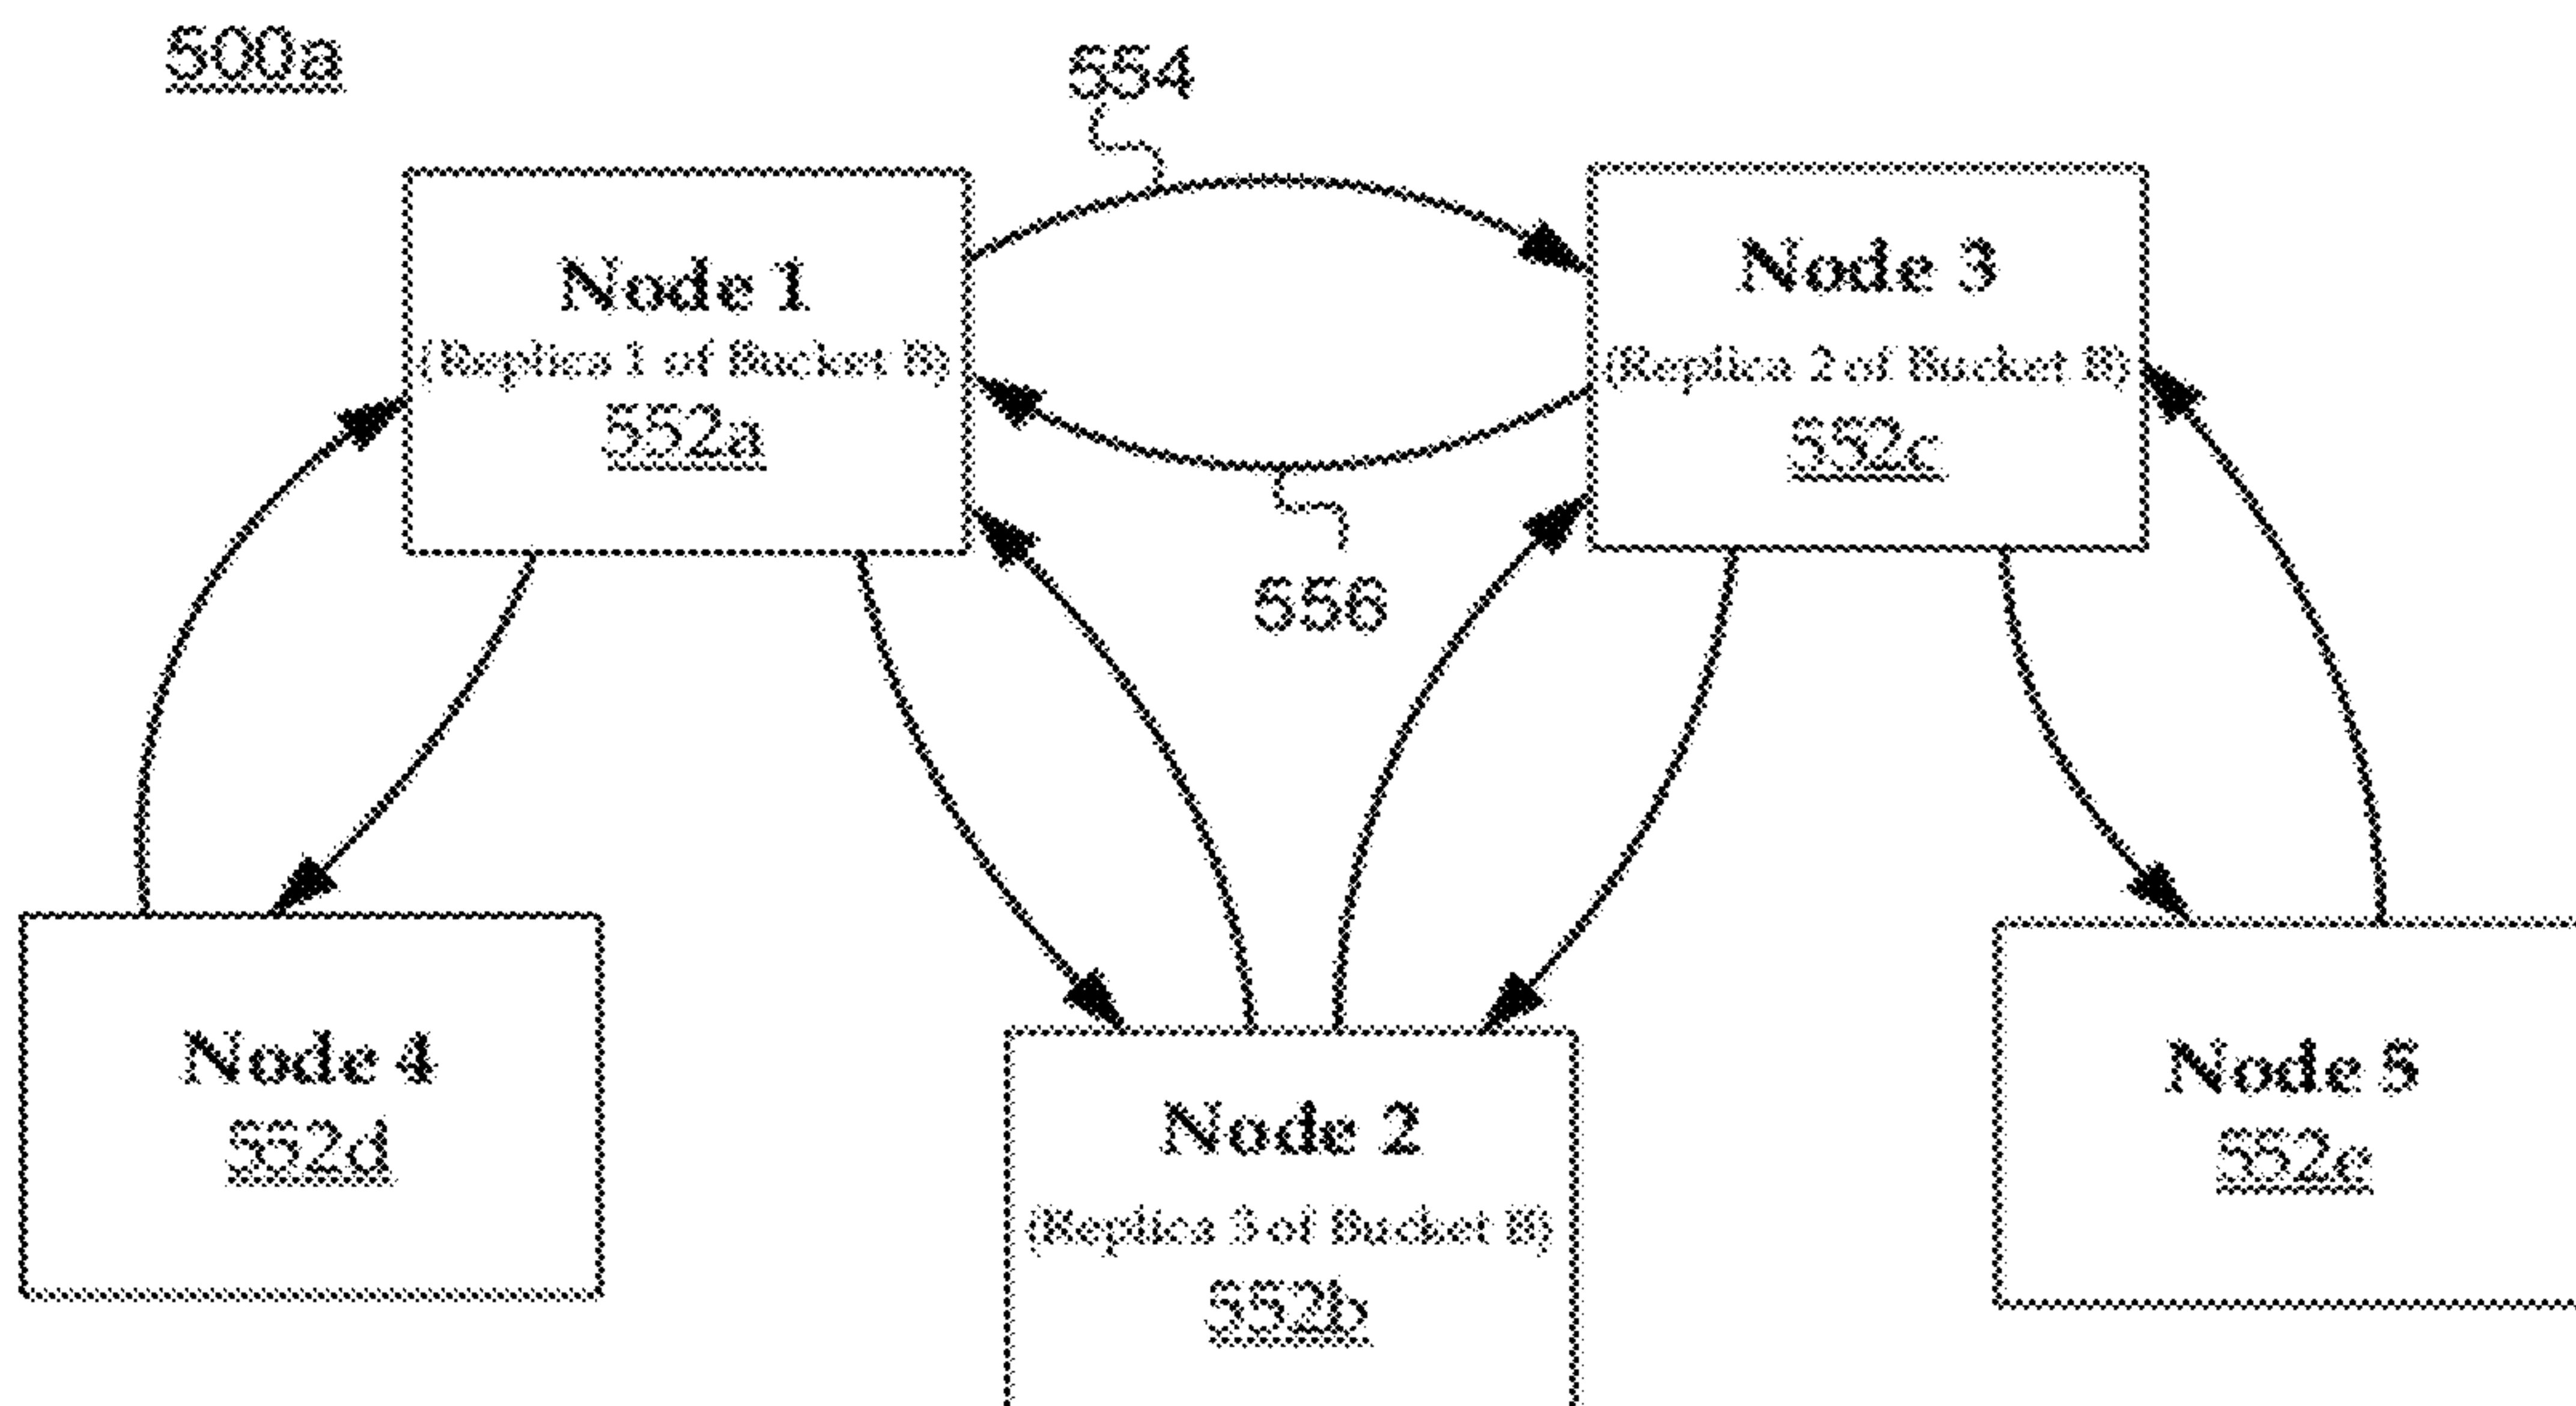 500a
554
Node 1
(Replica 1 of Bucket B)
552a
Node 3
(Replica 2 of Bucket B)
552c
556
Node 4
552d
Node 2
(Replica 3 of Bucket B)
552b
Node 5
552e